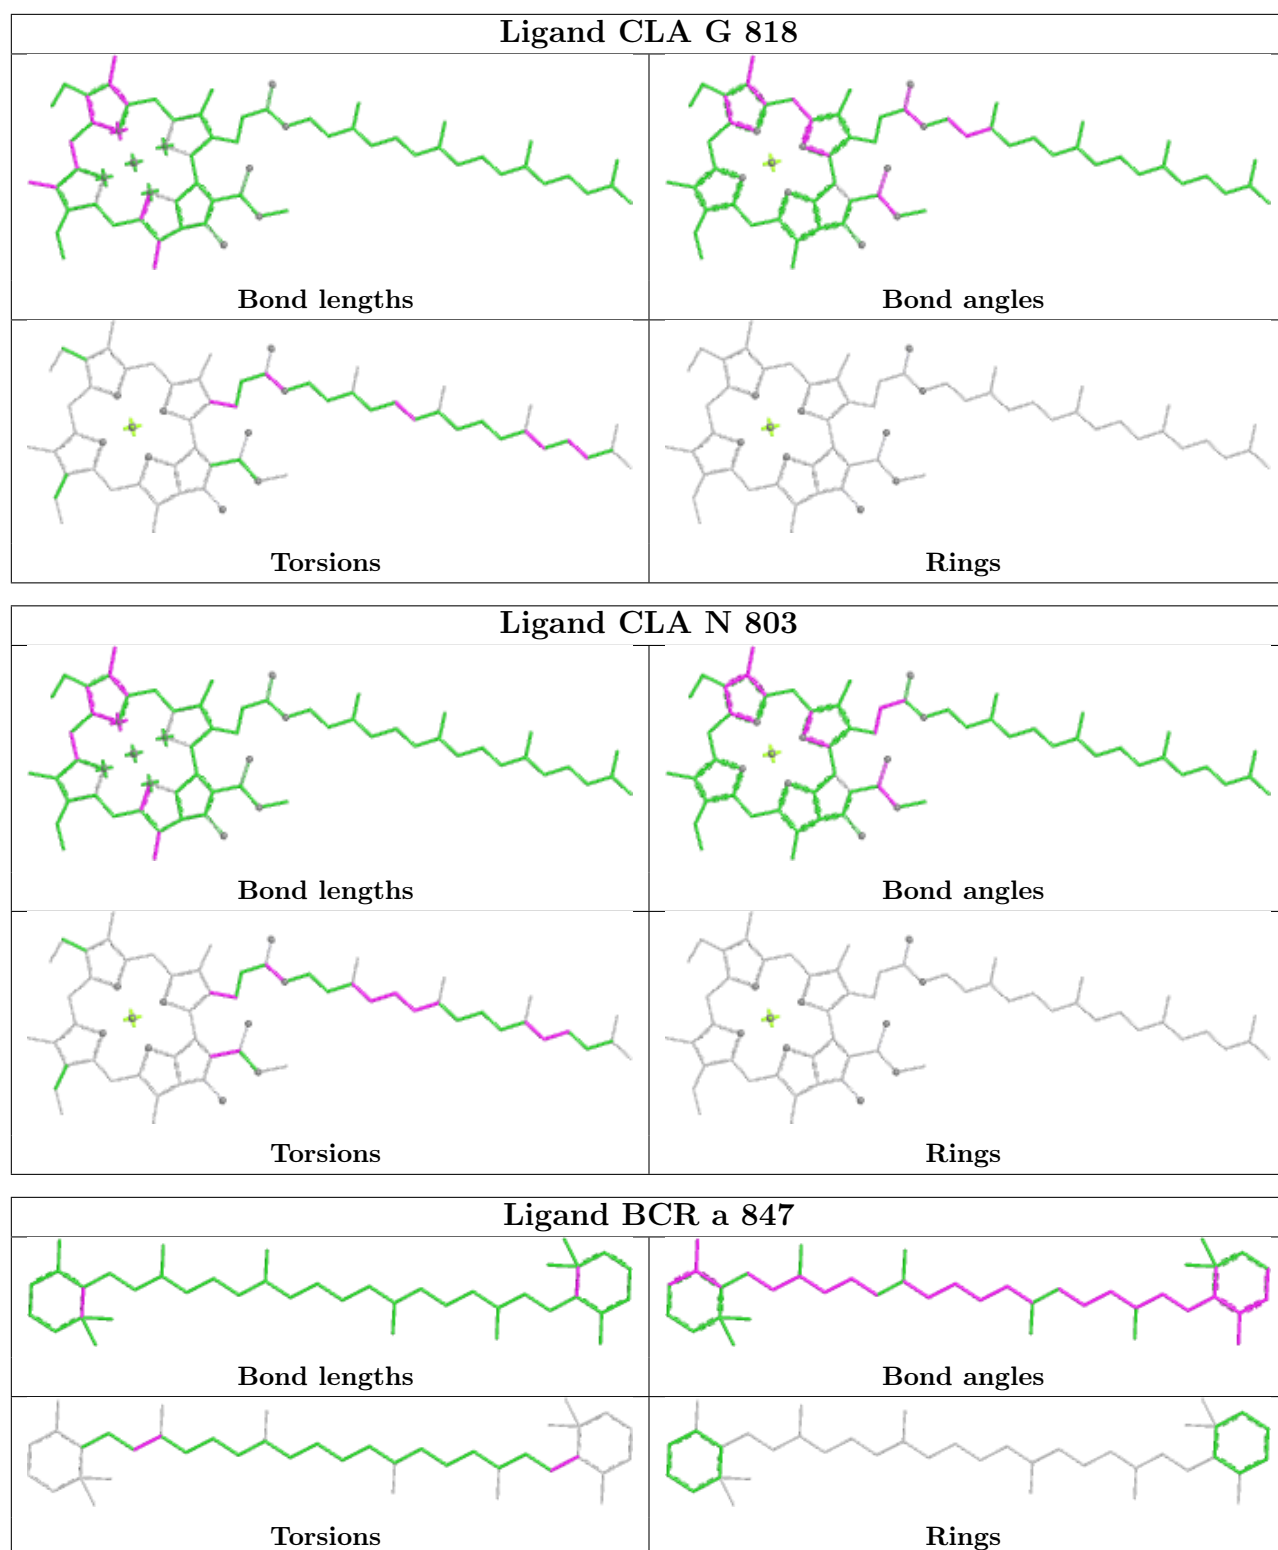 Ligand CLA G 818
Bond lengths
Bond angles
Torsions
Rings
Ligand CLA N 803
Bond lengths
Bond angles
Torsions
Rings
Ligand BCR a 847
Bond lengths
Bond angles
Torsions
Rings